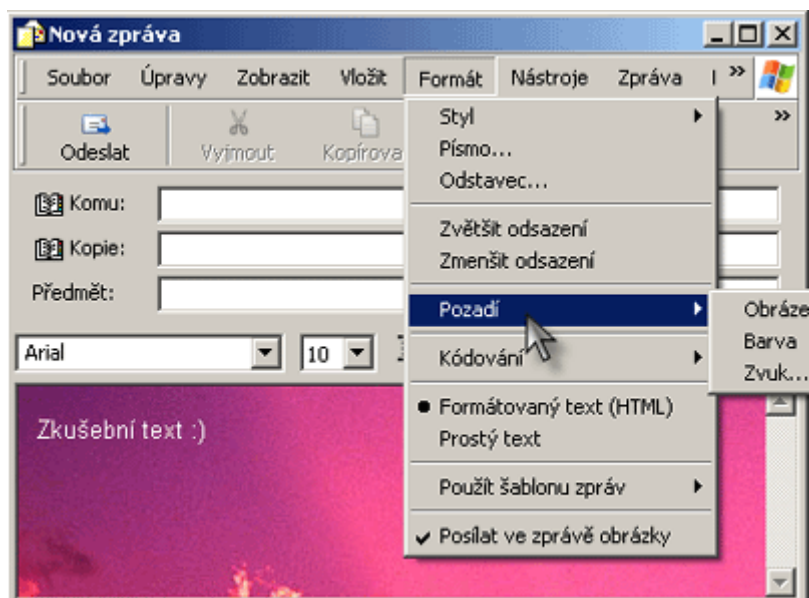 Nová zpráva
Soubor Úpravy Zobrazit Vložit Formát Nástroje Zpráva »
Odeslat Vyjmout Kopírova »
Komu:
Kopie:
Předmět:
Arial 10
Zkušební text :)
Styl
Písmo...
Odstavec...
Zvětšit odsazení
Zmenšit odsazení
Pozadí
Kódování
Formátovaný text (HTML)
Prostý text
Použít šablonu zpráv
Posílat ve zprávě obrázky
Obráze
Barva
Zvuk...